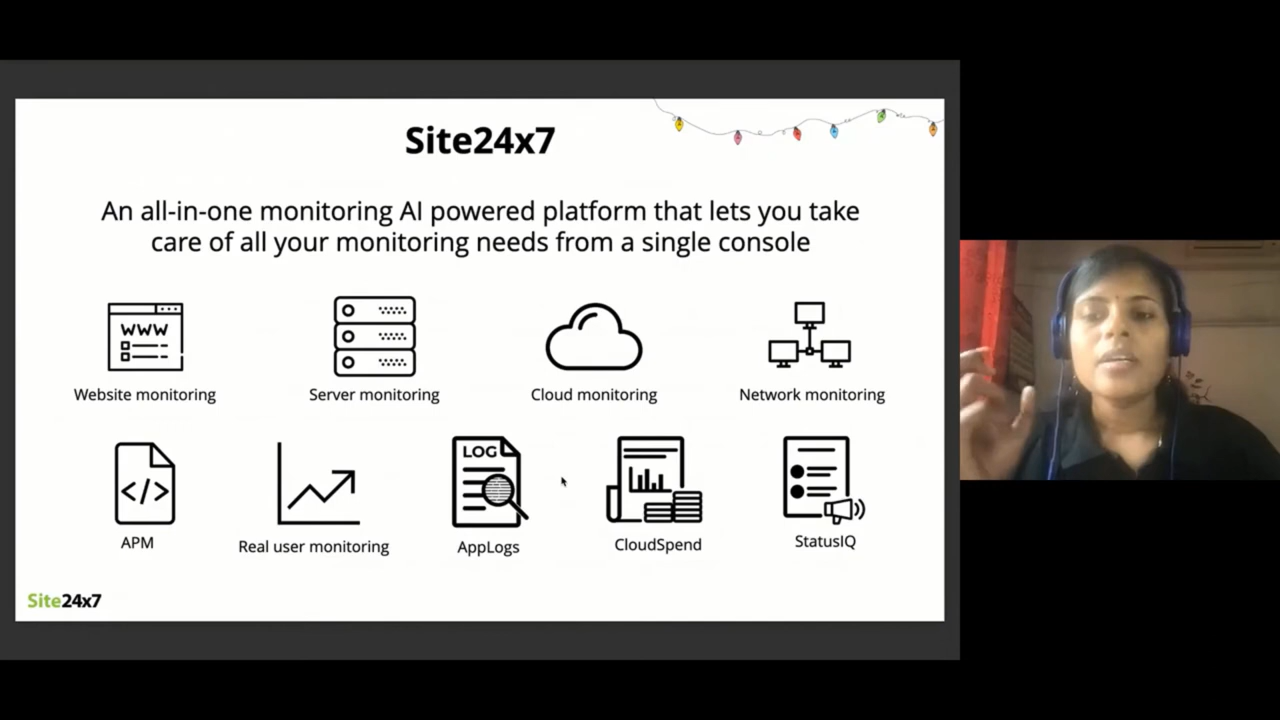 Site24x7
An all-in-one monitoring AI powered platform that lets you take
care of all your monitoring needs from a single console
WWW
Website monitoring
Server monitoring
Cloud monitoring
Network monitoring
</>
APM
Real user monitoring
LOG
AppLogs
CloudSpend
StatusIQ
Site24x7